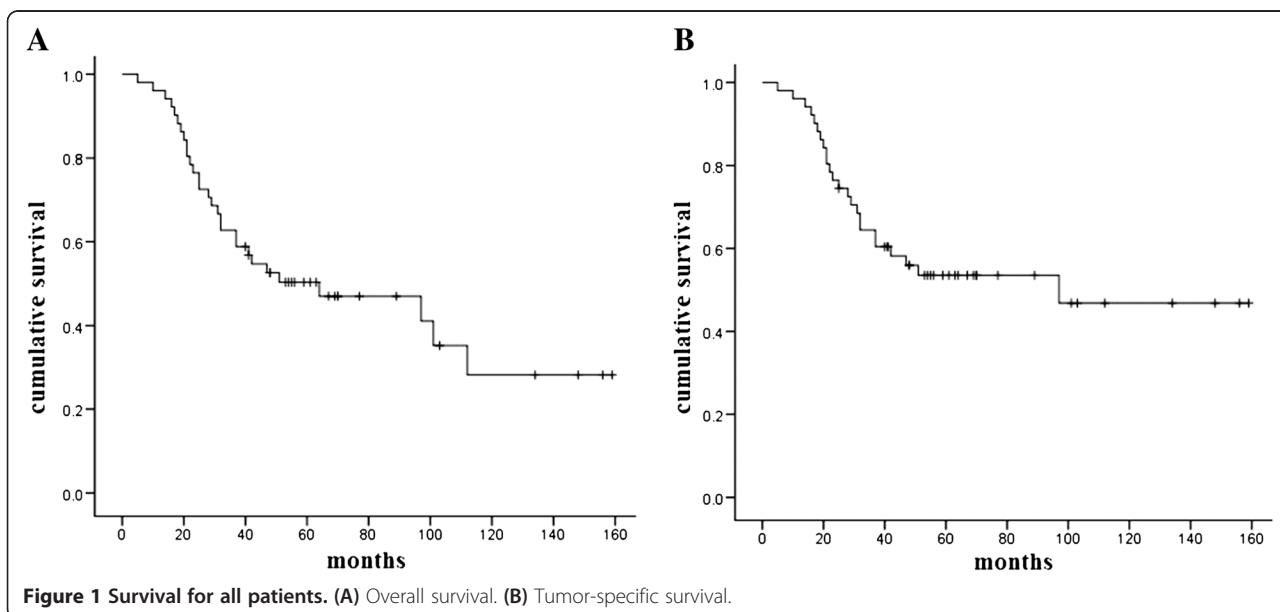 A
cumulative survival
1.0
0.8
0.6
0.4
0.2
0.0
0 20 40 60 80 100 120 140 160
months
B
cumulative survival
1.0
0.8
0.6
0.4
0.2
0.0
0 20 40 60 80 100 120 140 160
months
Figure 1 Survival for all patients. (A) Overall survival. (B) Tumor-specific survival.